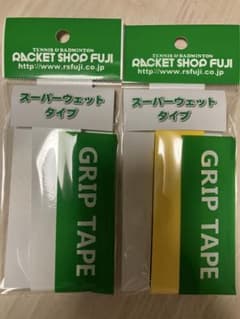 TENNIS & BADMINTON
RACKET SHOP FUJI
http://www.rsfuji.co.jp
スーパーウェット
タイプ
GRIP TAPE
TENNIS & BADMINTON
RACKET SHOP FUJI
http://www.rsfuji.co.jp
スーパーウェット
タイプ
GRIP TAPE